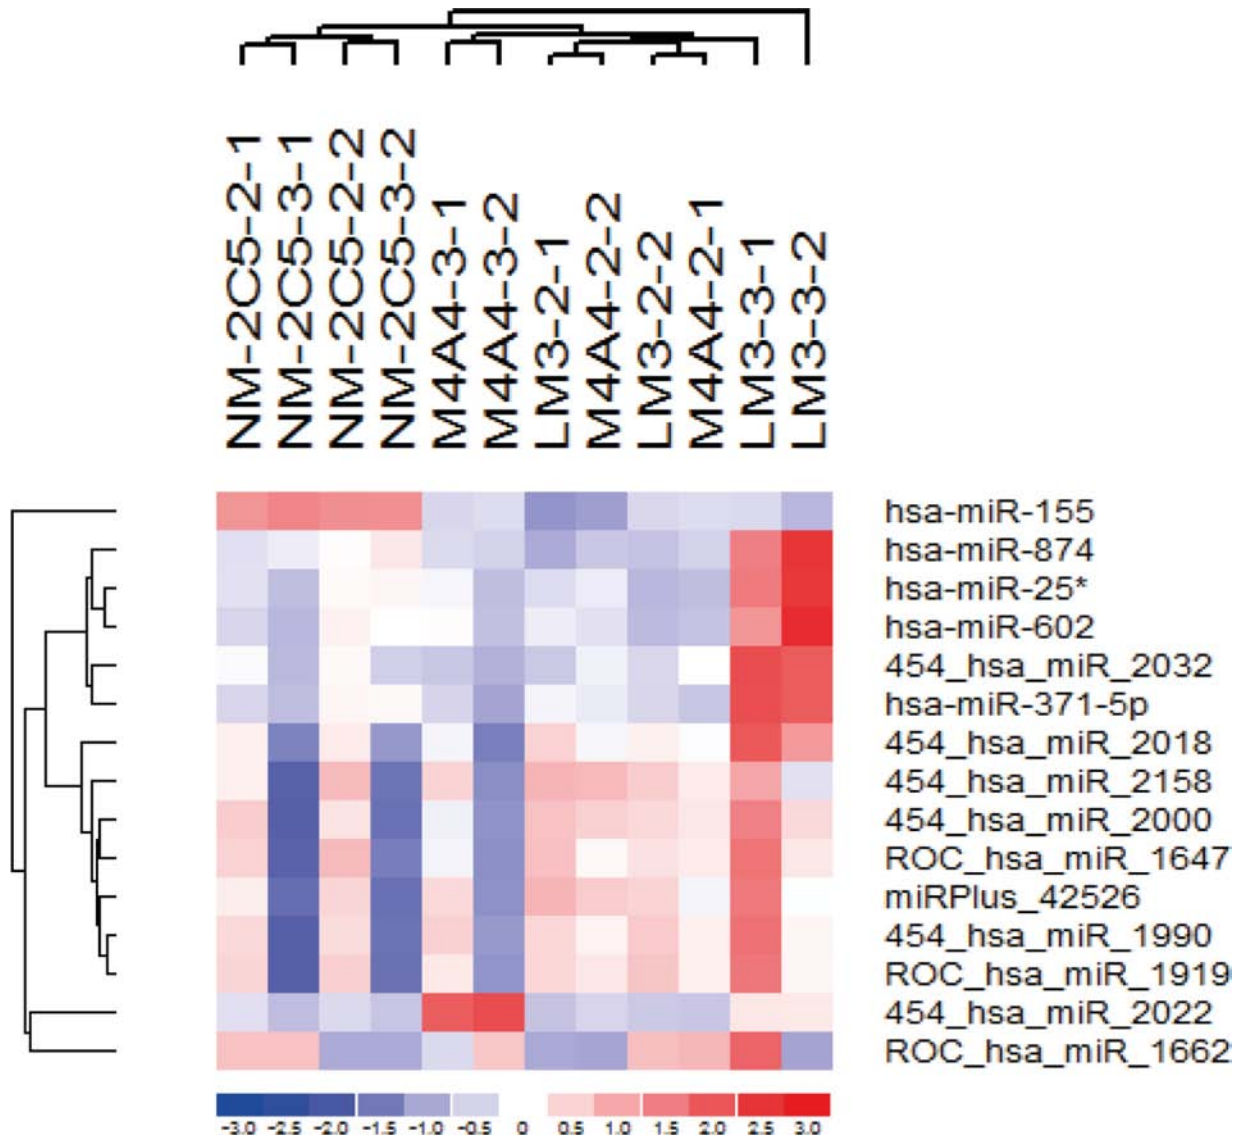 NM-2C5-2-1
NM-2C5-3-1
NM-2C5-2-2
NM-2C5-3-2
M4A4-3-1
M4A4-3-2
LM3-2-1
M4A4-2-2
LM3-2-2
M4A4-2-1
LM3-3-1
LM3-3-2
hsa-miR-155
hsa-miR-874
hsa-miR-25*
hsa-miR-602
454_hsa_miR_2032
hsa-miR-371-5p
454_hsa_miR_2018
454_hsa_miR_2158
454_hsa_miR_2000
ROC_hsa_miR_1647
miRPlus_42526
454_hsa_miR_1990
ROC_hsa_miR_1919
454_hsa_miR_2022
ROC_hsa_miR_1662
-3.0 -2.5 -2.0 -1.5 -1.0 -0.5 0 0.5 1.0 1.5 2.0 2.5 3.0